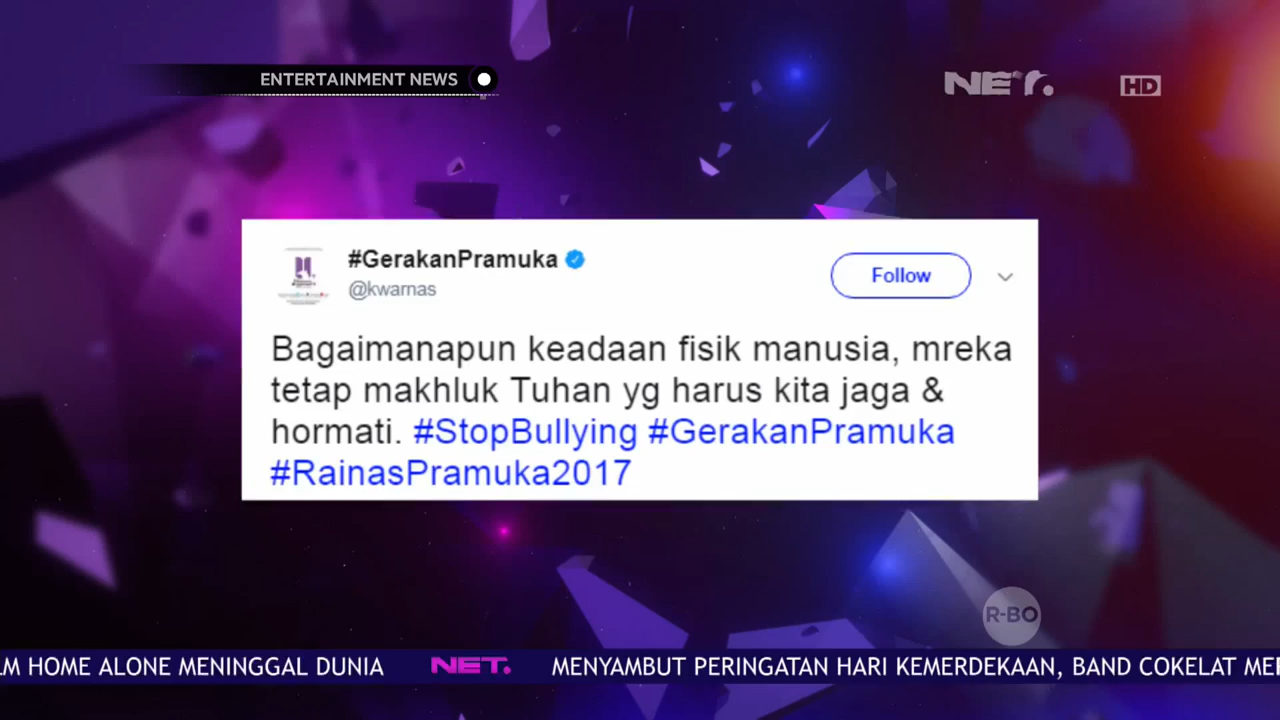 ENTERTAINMENT NEWS
NET.
HD
#GerakanPramuka
@kwarnas
Follow
Bagaimanapun keadaan fisik manusia, mreka
tetap makhluk Tuhan yg harus kita jaga &
hormati. #StopBullying #GerakanPramuka
#RainasPramuka2017
R-BO
LM HOME ALONE MENINGGAL DUNIA NET. MENYAMBUT PERINGATAN HARI KEMERDEKAAN, BAND COKELAT